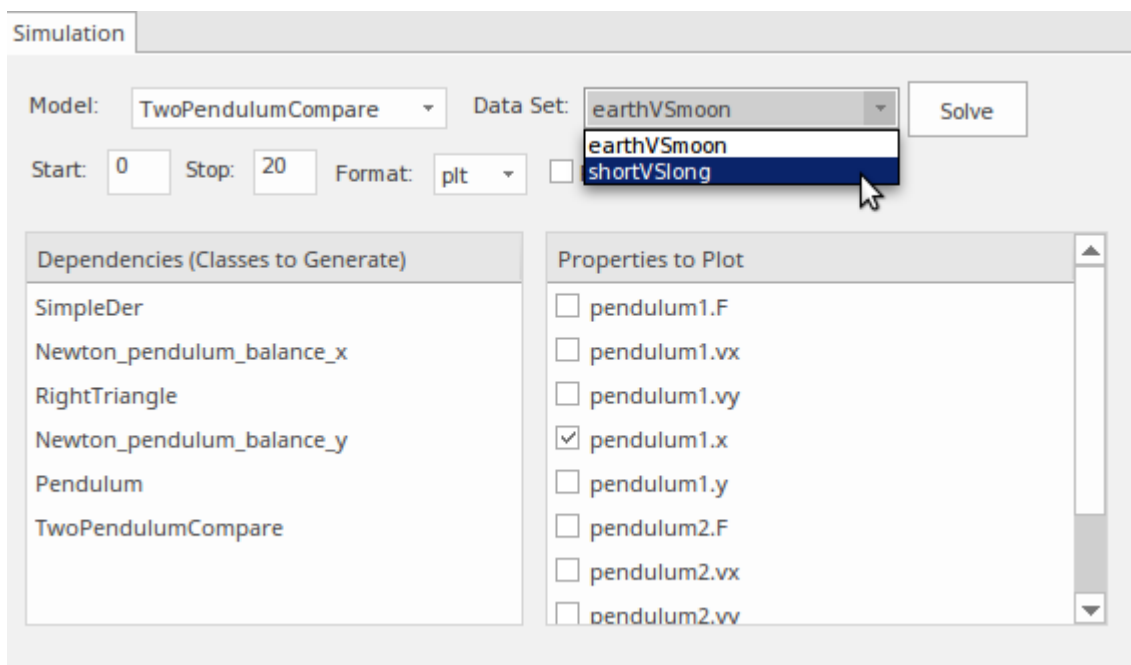 Simulation
Model: TwoPendulumCompare Data Set: earthVSmoon Solve
earthVSmoon
Start: 0 Stop: 20 Format: plt shortVSlong
Dependencies (Classes to Generate) Properties to Plot
SimpleDer pendulum1.F
Newton_pendulum_balance_x pendulum1.vx
RightTriangle pendulum1.vy
Newton_pendulum_balance_y pendulum1.x
Pendulum pendulum1.y
TwoPendulumCompare pendulum2.F
pendulum2.vx
pendulum2.vy